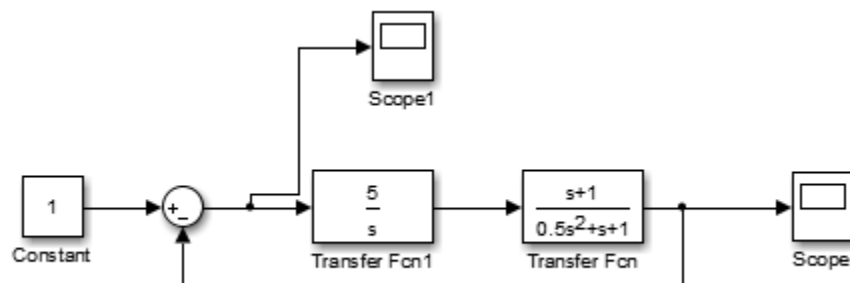 Scope1
1
Constant
+
−
5
s
Transfer Fcn1
s+1
0.5s²+s+1
Transfer Fcn
Scope